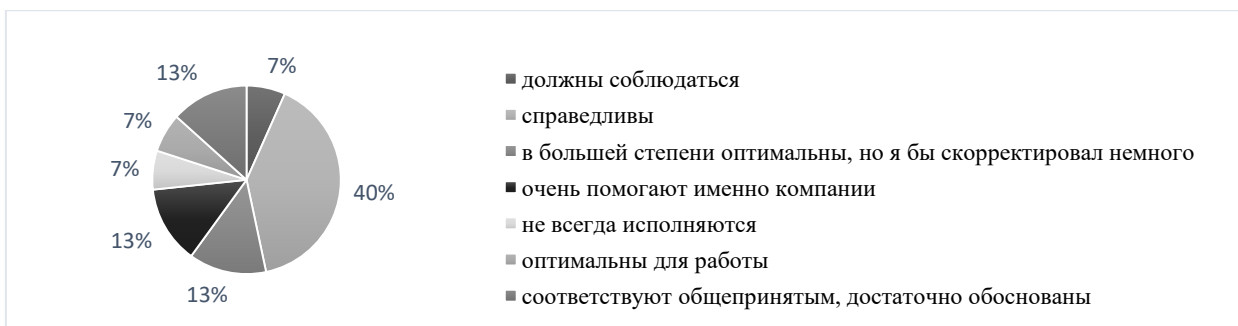 13%
7%
7%
7%
40%
13%
13%
должны соблюдаться
справедливы
в большей степени оптимальны, но я бы скорректировал немного
очень помогают именно компании
не всегда исполняются
оптимальны для работы
соответствуют общепринятым, достаточно обоснованы